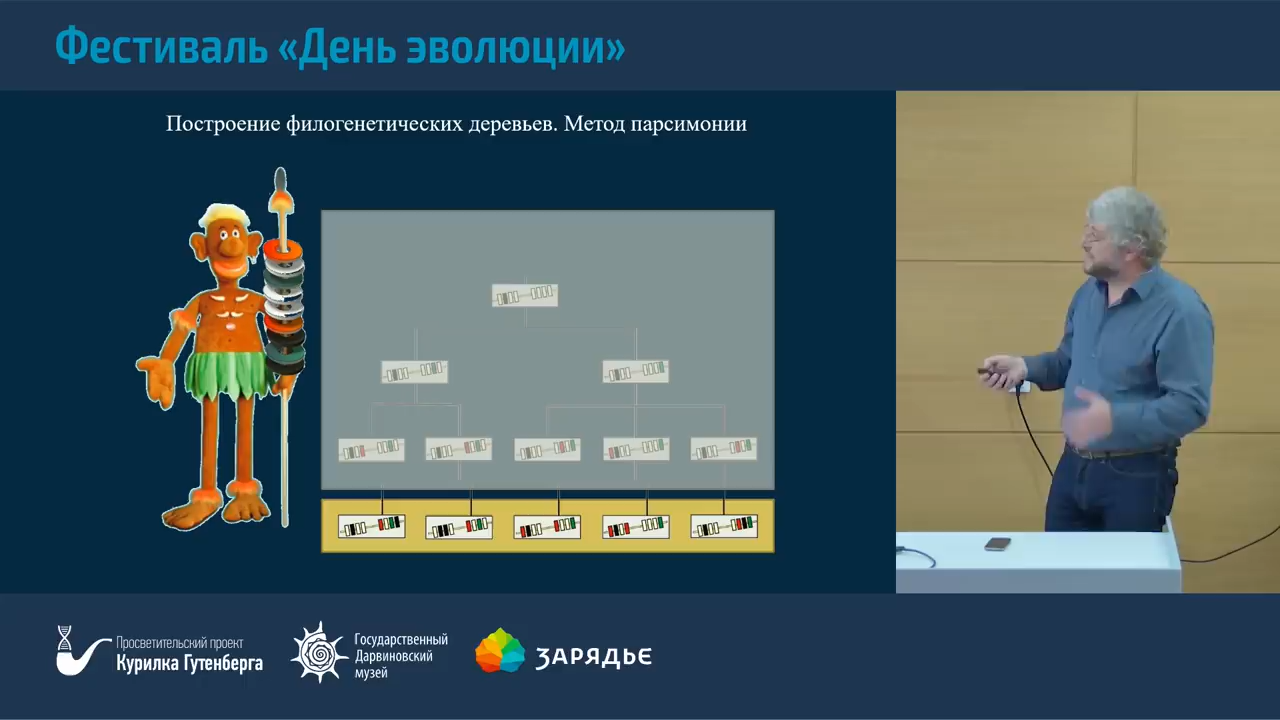 Фестиваль «День эволюции»
Построение филогенетических деревьев. Метод парсимонии
Просветительский проект
Курилка Гутенберга
Государственный
Дарвиновский
музей
ЗАРЯДЬЕ